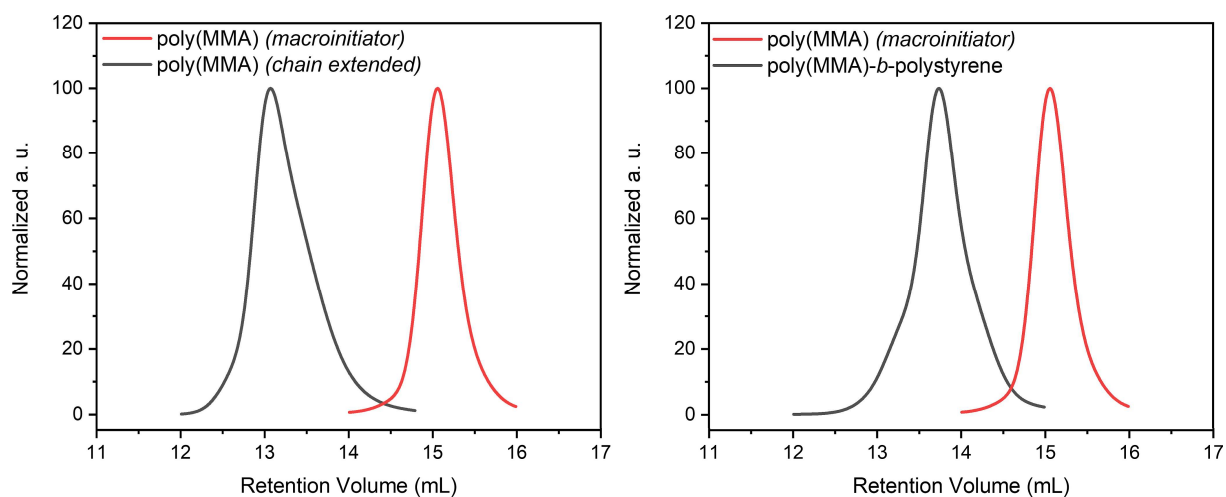 120
100
80
60
40
20
0
Normalized a. u.
poly(MMA) (macroinitiator)
poly(MMA) (chain extended)
11 12 13 14 15 16 17
Retention Volume (mL)
120
100
80
60
40
20
0
Normalized a. u.
poly(MMA) (macroinitiator)
poly(MMA)-b-polystyrene
11 12 13 14 15 16 17
Retention Volume (mL)